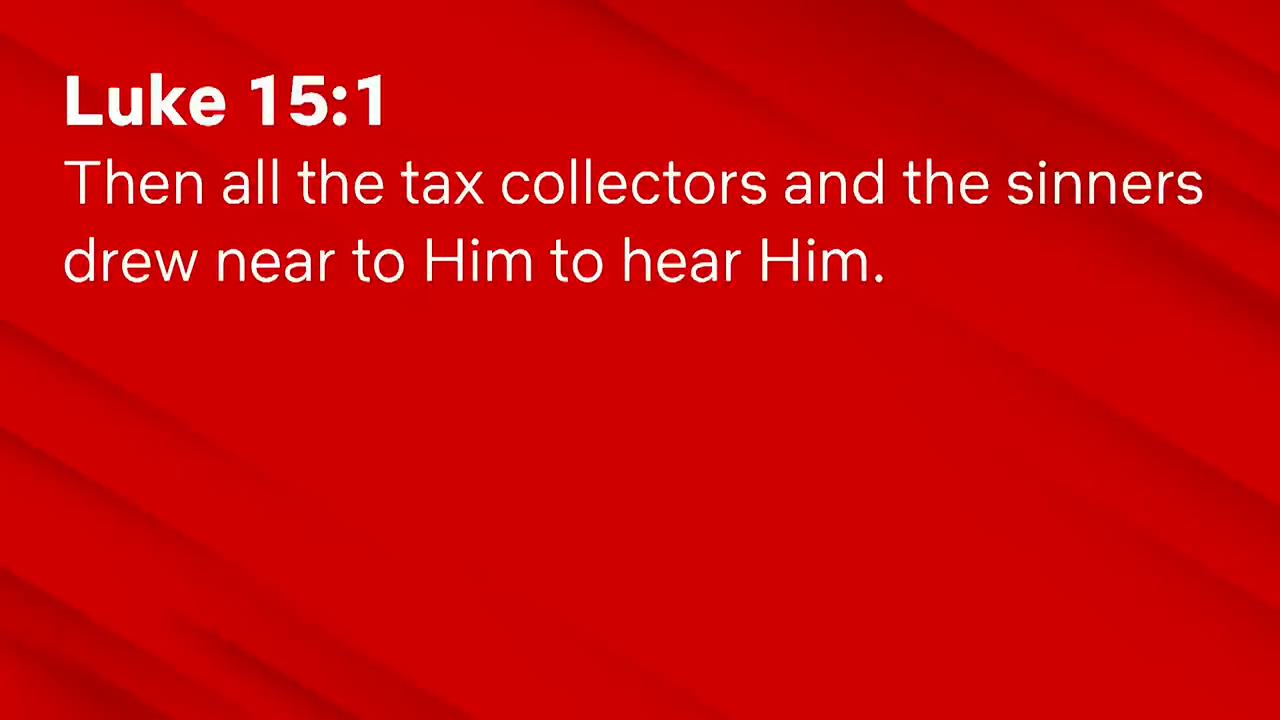 Luke 15:1
Then all the tax collectors and the sinners
drew near to Him to hear Him.